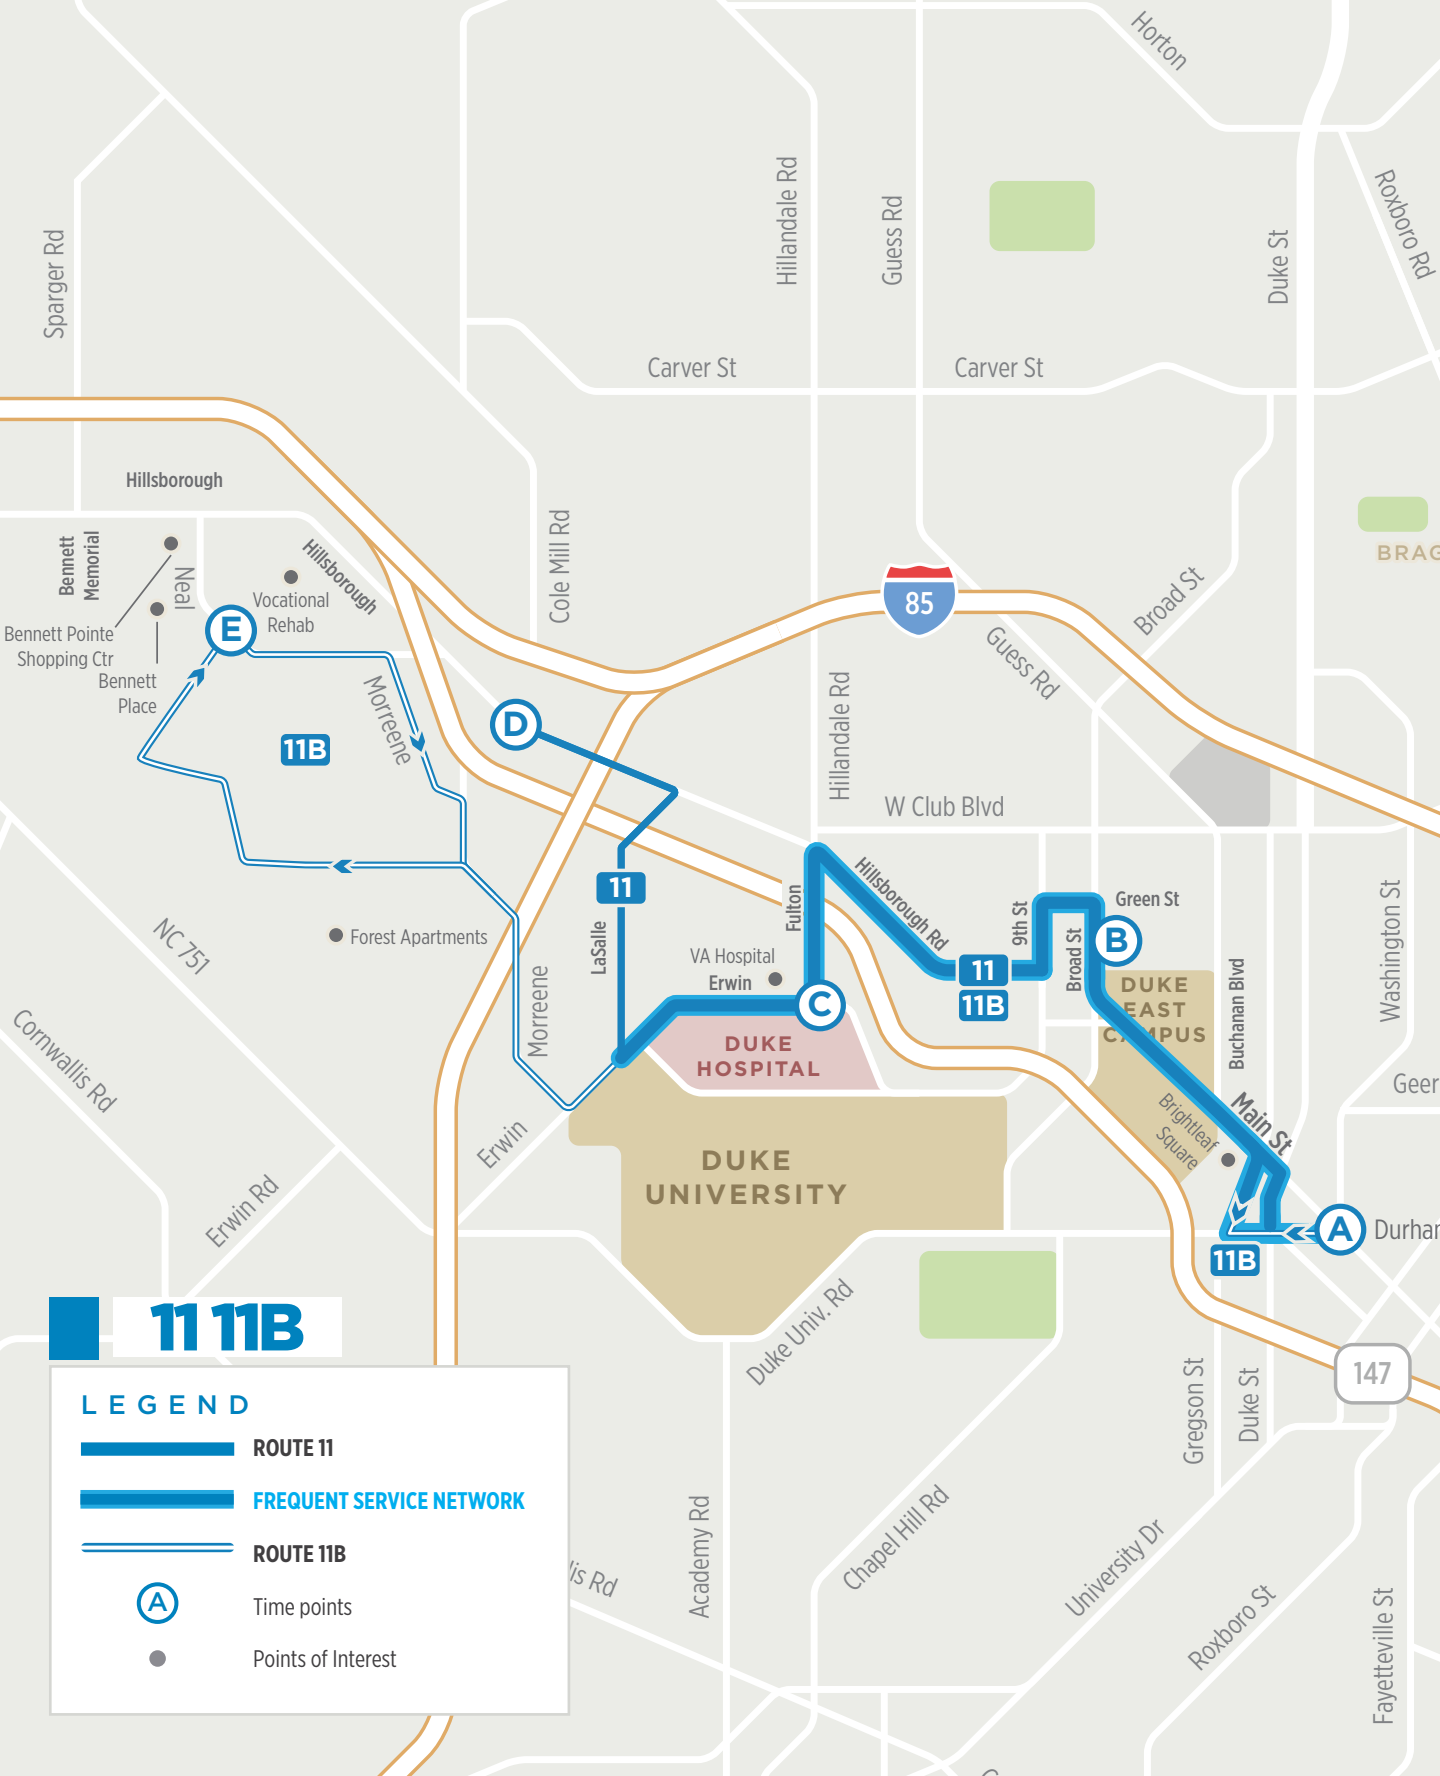 Horton
Hillandale Rd
Guess Rd
Roxboro Rd
Duke St
Sparger Rd
Carver St
Carver St
Hillsborough
Bennett
Memorial
Neal
Hillsborough
Cole Mill Rd
BRAG
Vocational
Rehab
Bennett Pointe
Shopping Ctr
Bennett
Place
E
85
Broad St
Guess Rd
Morreene
D
11B
Hillandale Rd
W Club Blvd
11
Fulton
Hillsborough Rd
9th St
Green St
Broad St
B
Washington St
NC 751
Forest Apartments
LaSalle
VA Hospital
Erwin
C
11
11B
DUKE
EAST
CAMPUS
Buchanan Blvd
Morreene
DUKE
HOSPITAL
Cornwallis Rd
Geer
Main St
Brightleaf
Square
Erwin
DUKE
UNIVERSITY
Erwin Rd
A
Durhar
11B
11 11B
Duke Univ. Rd
147
Gregson St
Duke St
LEGEND
ROUTE 11
FREQUENT SERVICE NETWORK
ROUTE 11B
A
Time points
Points of Interest
lis Rd
Academy Rd
Chapel Hill Rd
University Dr
Roxboro St
Fayetteville St